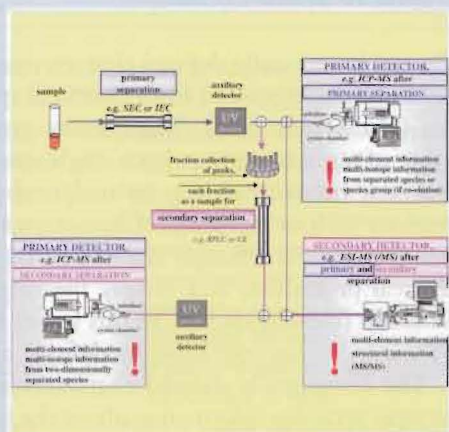 sample
primary
separation
e.g. SEC or IEC
auxiliary
detector
UV
PRIMARY DETECTOR,
e.g. ICP-MS after
PRIMARY SEPARATION
multi-element information
multi-isotope information
from separated species or
species group (if co-elution)
!
fraction collection
of peaks,
each fraction
as a sample for
secondary separation
e.g. RPLC or CE
PRIMARY DETECTOR
e.g. ICP-MS after
SECONDARY SEPARATION
multi-element information
multi-isotope information
from two-dimensionally
separated species
!
UV
auxiliary
detector
SECONDARY DETECTOR,
e.g. ESI-MS (/MS) after
primary and secondary
separation
multi-element information
structural information
(MS/MS)
!